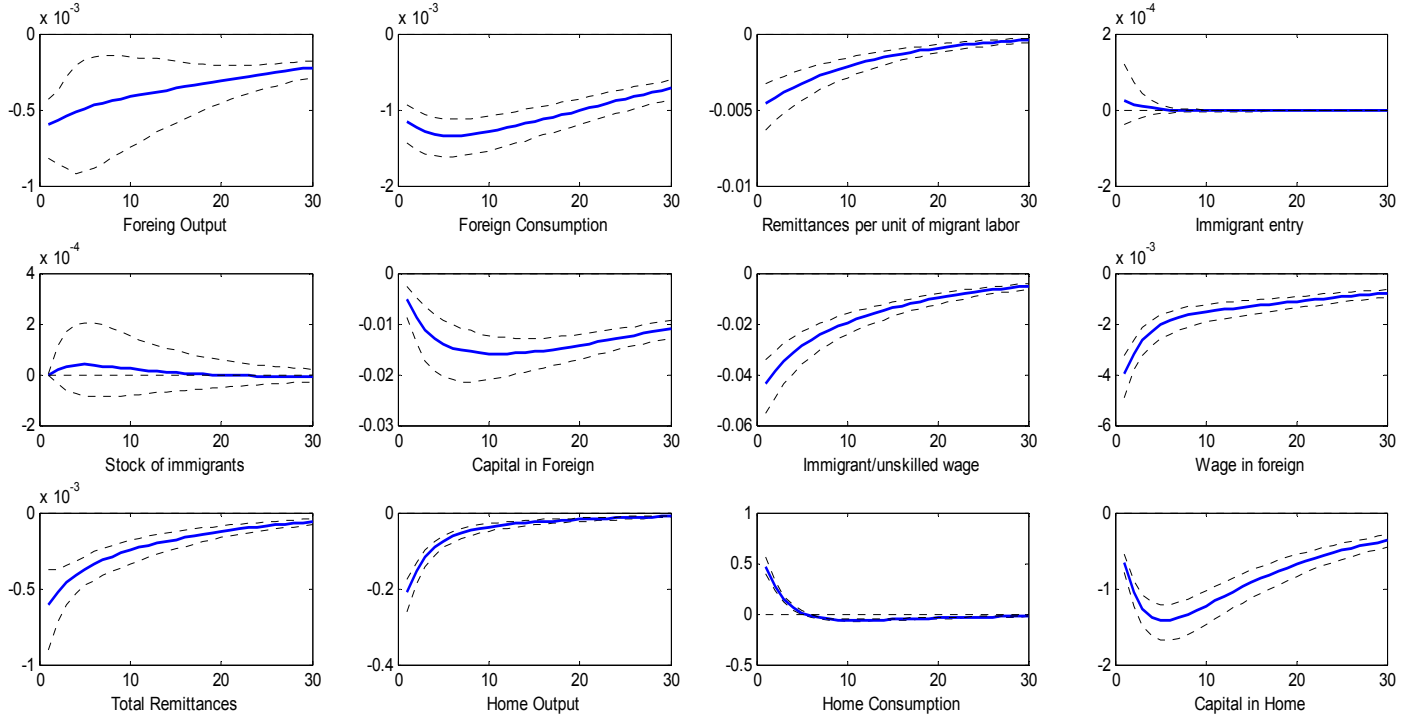 x 10-3 x 10-3 x 10-4
0 0 0 2
-0.5 -1 -0.005 0
-1 -2 -0.01 -2
0 10 20 30 0 10 20 30 0 10 20 30 0 10 20 30
Foreing Output Foreign Consumption Remittances per unit of migrant labor Immigrant entry
x 10-4 x 10-3
4 0 0 0
2 -0.01 -0.02 -2
0 -0.02 -0.04 -4
-2 -0.03 -0.06 -6
0 10 20 30 0 10 20 30 0 10 20 30 0 10 20 30
Stock of immigrants Capital in Foreign Immigrant/unskilled wage Wage in foreign
x 10-3
0 0 1 0
-0.5 -0.2 0.5 -1
0
-1 -0.4 -0.5 -2
0 10 20 30 0 10 20 30 0 10 20 30 0 10 20 30
Total Remittances Home Output Home Consumption Capital in Home